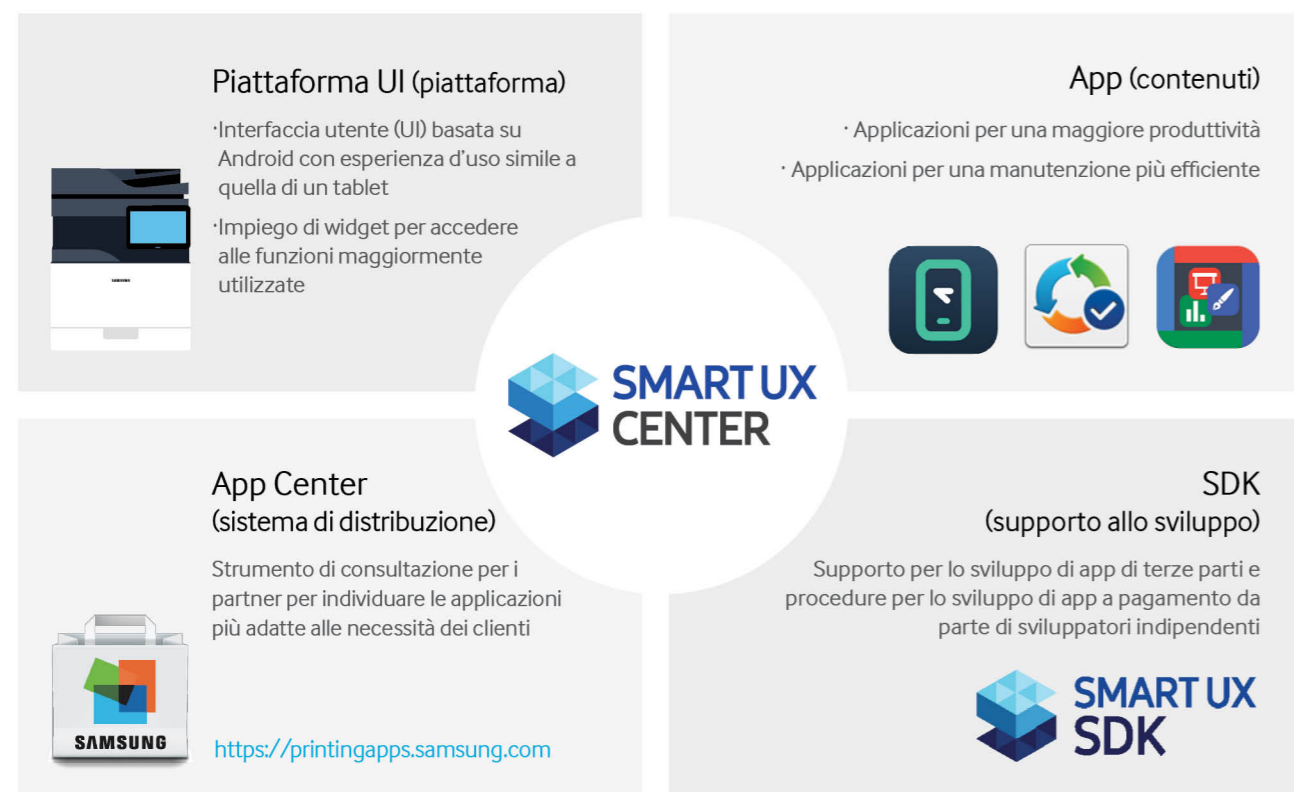 Piattaforma UI (piattaforma)
·Interfaccia utente (UI) basata su
Android con esperienza d'uso simile a
quella di un tablet
·Impiego di widget per accedere
alle funzioni maggiormente
utilizzate
SAMSUNG
App (contenuti)
· Applicazioni per una maggiore produttività
· Applicazioni per una manutenzione più efficiente
SMART UX
CENTER
App Center
(sistema di distribuzione)
Strumento di consultazione per i
partner per individuare le applicazioni
più adatte alle necessità dei clienti
SAMSUNG
https://printingapps.samsung.com
SDK
(supporto allo sviluppo)
Supporto per lo sviluppo di app di terze parti e
procedure per lo sviluppo di app a pagamento da
parte di sviluppatori indipendenti
SMART UX
SDK